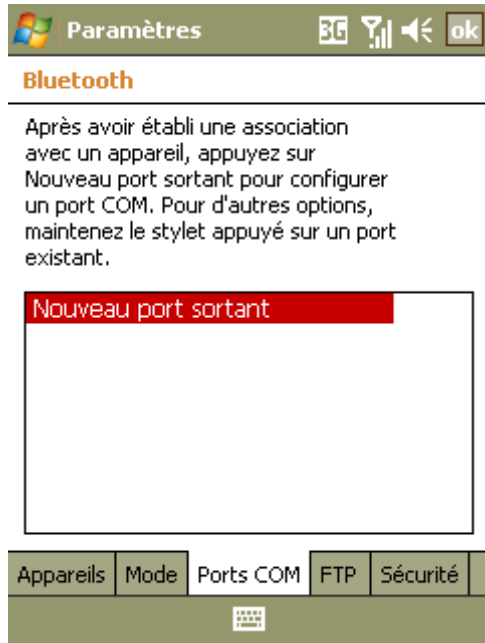 Paramètres 3G ok
Bluetooth
Après avoir établi une association
avec un appareil, appuyez sur
Nouveau port sortant pour configurer
un port COM. Pour d'autres options,
maintenez le stylet appuyé sur un port
existant.
Nouveau port sortant
Appareils Mode Ports COM FTP Sécurité